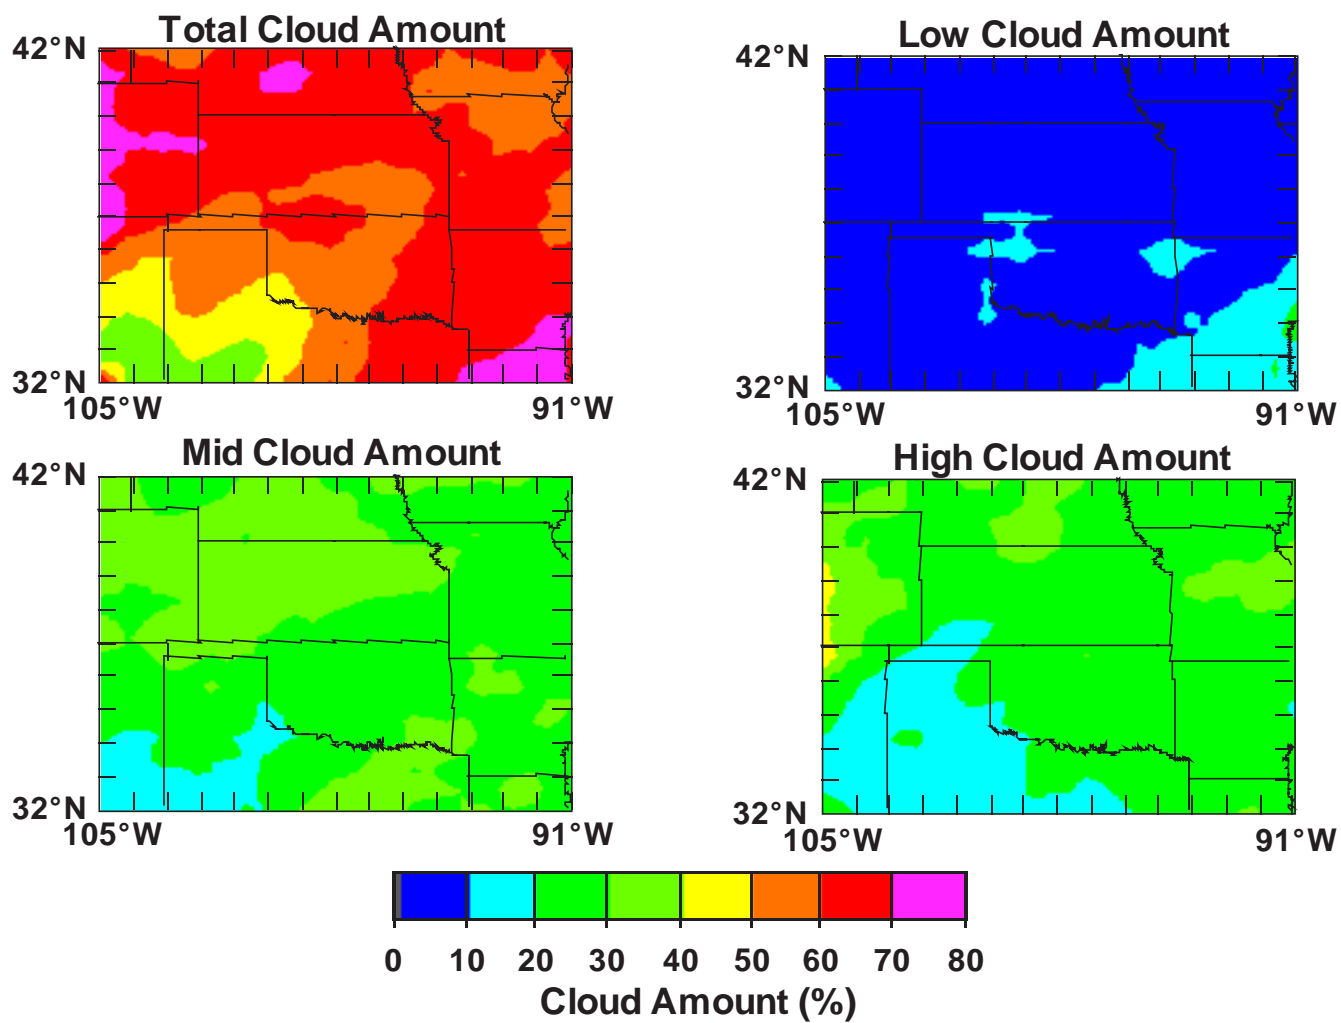 Total Cloud Amount
42°N
32°N
105°W 91°W
Low Cloud Amount
42°N
32°N
105°W 91°W
Mid Cloud Amount
42°N
32°N
105°W 91°W
High Cloud Amount
42°N
32°N
105°W 91°W
0 10 20 30 40 50 60 70 80
Cloud Amount (%)